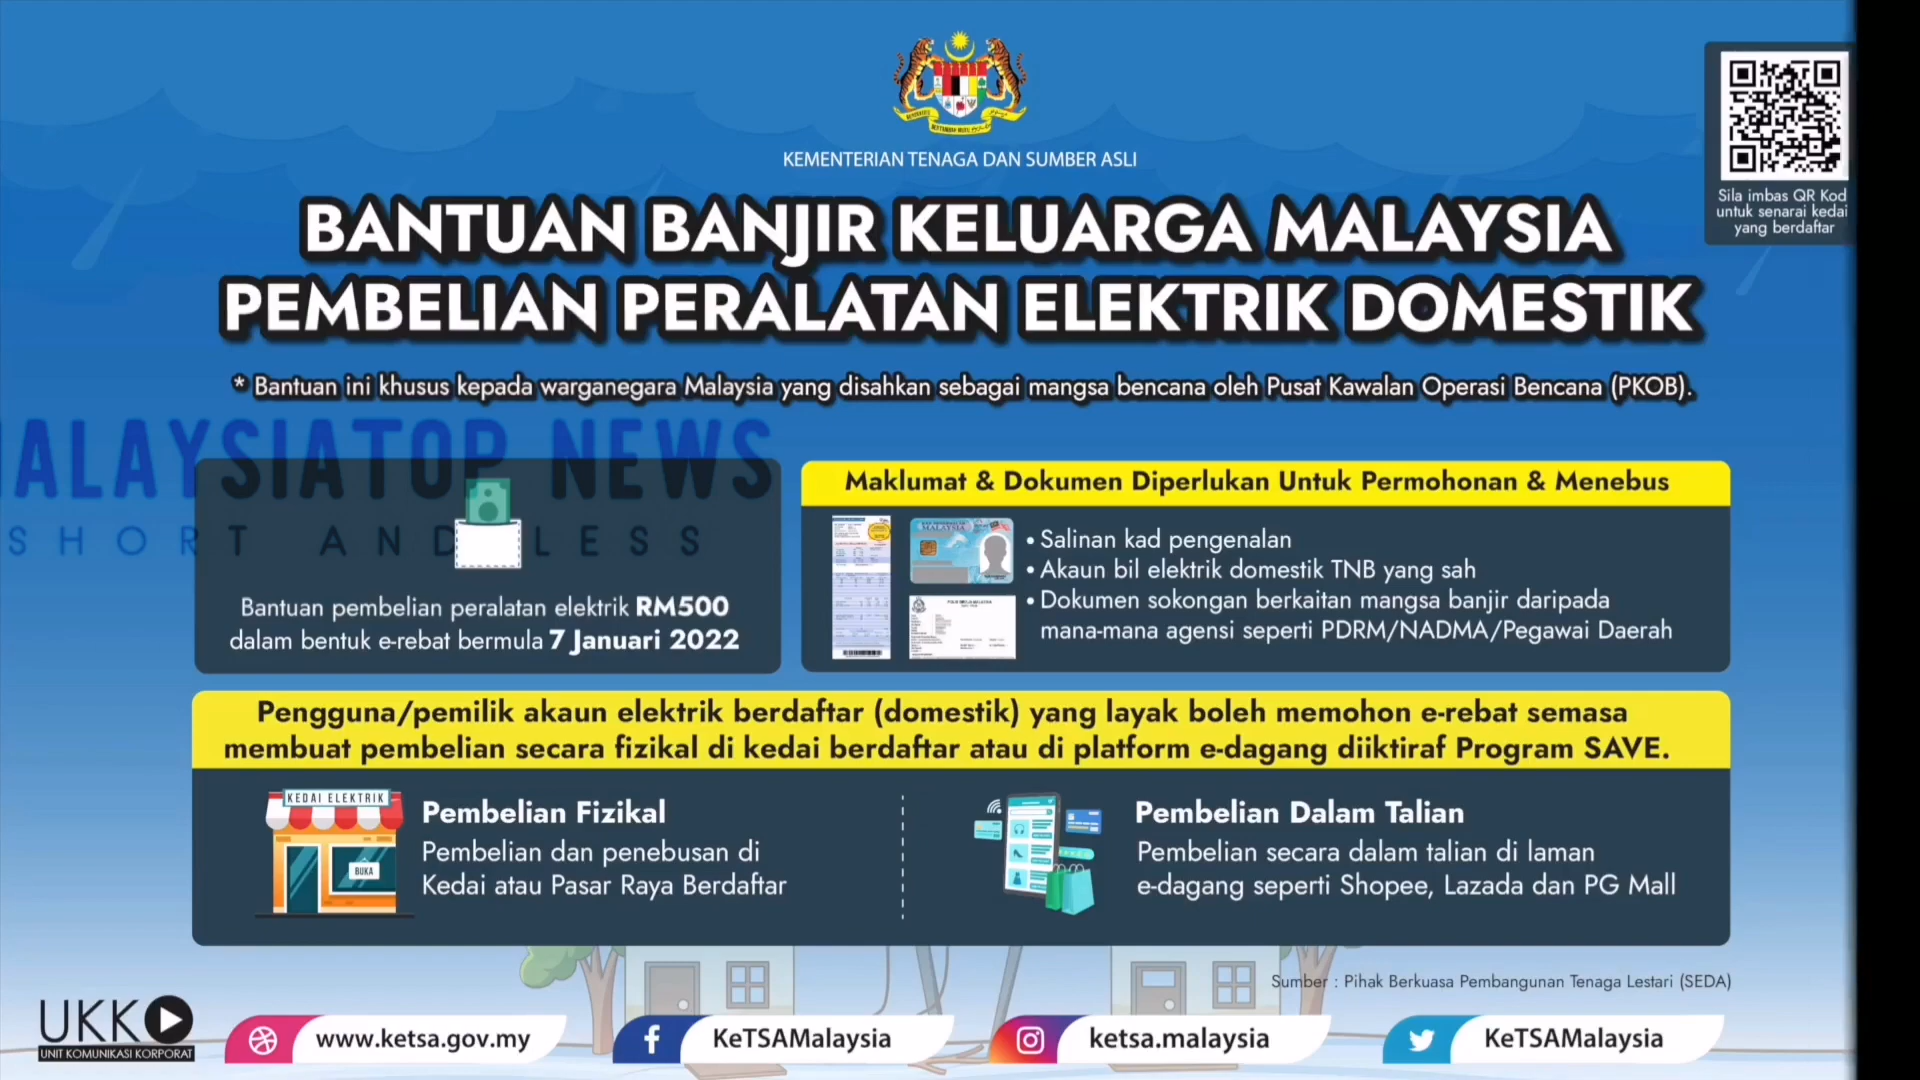 KEMENTERIAN TENAGA DAN SUMBER ASLI
Sila imbas QR Kod
untuk senarai kedai
yang berdaftar
BANTUAN BANJIR KELUARGA MALAYSIA
PEMBELIAN PERALATAN ELEKTRIK DOMESTIK
* Bantuan ini khusus kepada warganegara Malaysia yang disahkan sebagai mangsa bencana oleh Pusat Kawalan Operasi Bencana (PKOB).
MALAYSIATOP NEWS
SHORT AND LESS
Bantuan pembelian peralatan elektrik RM500
dalam bentuk e-rebat bermula 7 Januari 2022
Maklumat & Dokumen Diperlukan Untuk Permohonan & Menebus
MALAYSIA
• Salinan kad pengenalan
• Akaun bil elektrik domestik TNB yang sah
• Dokumen sokongan berkaitan mangsa banjir daripada
mana-mana agensi seperti PDRM/NADMA/Pegawai Daerah
Pengguna/pemilik akaun elektrik berdaftar (domestik) yang layak boleh memohon e-rebat semasa
membuat pembelian secara fizikal di kedai berdaftar atau di platform e-dagang diiktiraf Program SAVE.
KEDAI ELEKTRIK
BUKA
Pembelian Fizikal
Pembelian dan penebusan di
Kedai atau Pasar Raya Berdaftar
Pembelian Dalam Talian
Pembelian secara dalam talian di laman
e-dagang seperti Shopee, Lazada dan PG Mall
Sumber : Pihak Berkuasa Pembangunan Tenaga Lestari (SEDA)
UKK
UNIT KOMUNIKASI KORPORAT
www.ketsa.gov.my
KeTSAMalaysia
ketsa.malaysia
KeTSAMalaysia